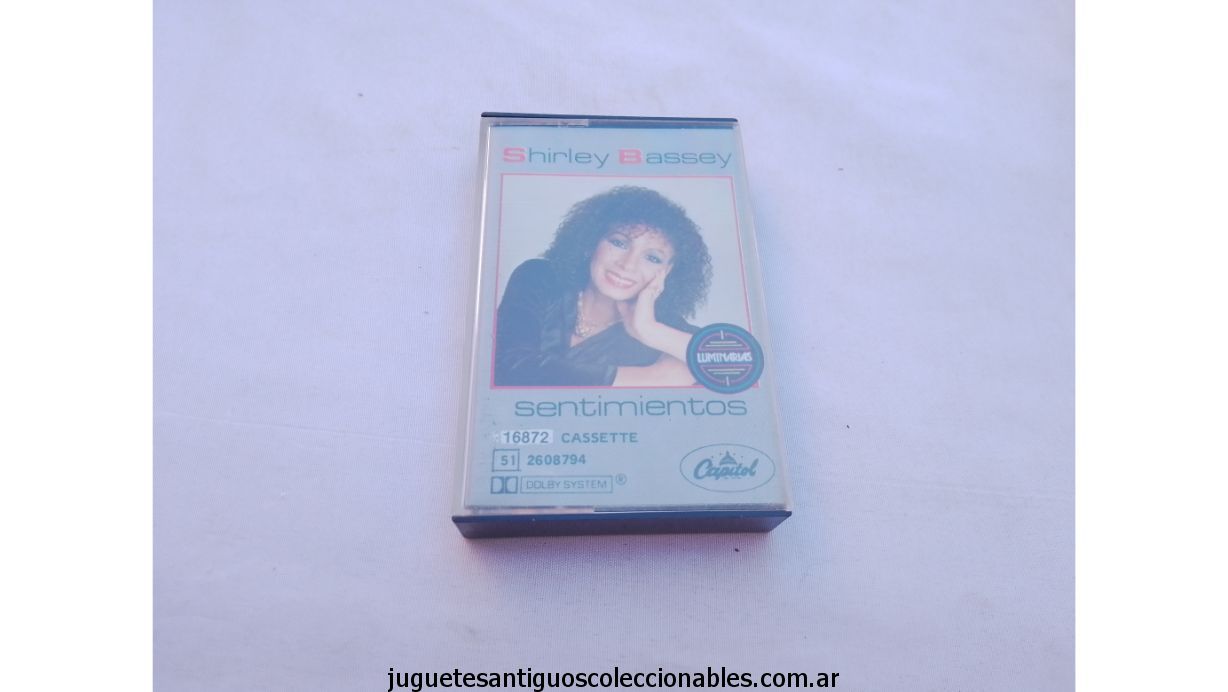 Shirley Bassey
LUMINARIAS
sentimientos
16872 CASSETTE
51 2608794
Capitol
DOLBY SYSTEM ®
juguetesantiguoscoleccionables.com.ar